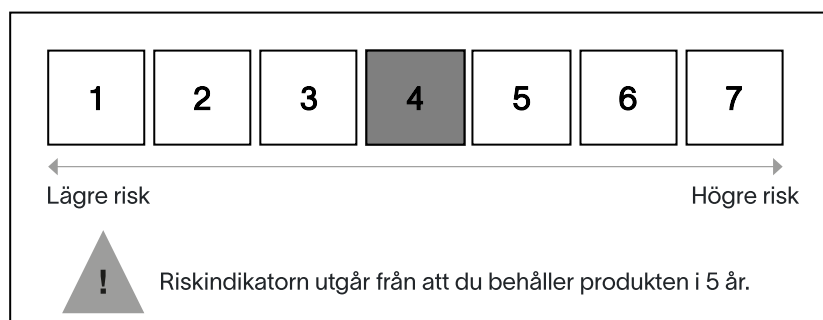 1 2 3 4 5 6 7
Lägre risk Högre risk
! Riskindikatorn utgår från att du behåller produkten i 5 år.